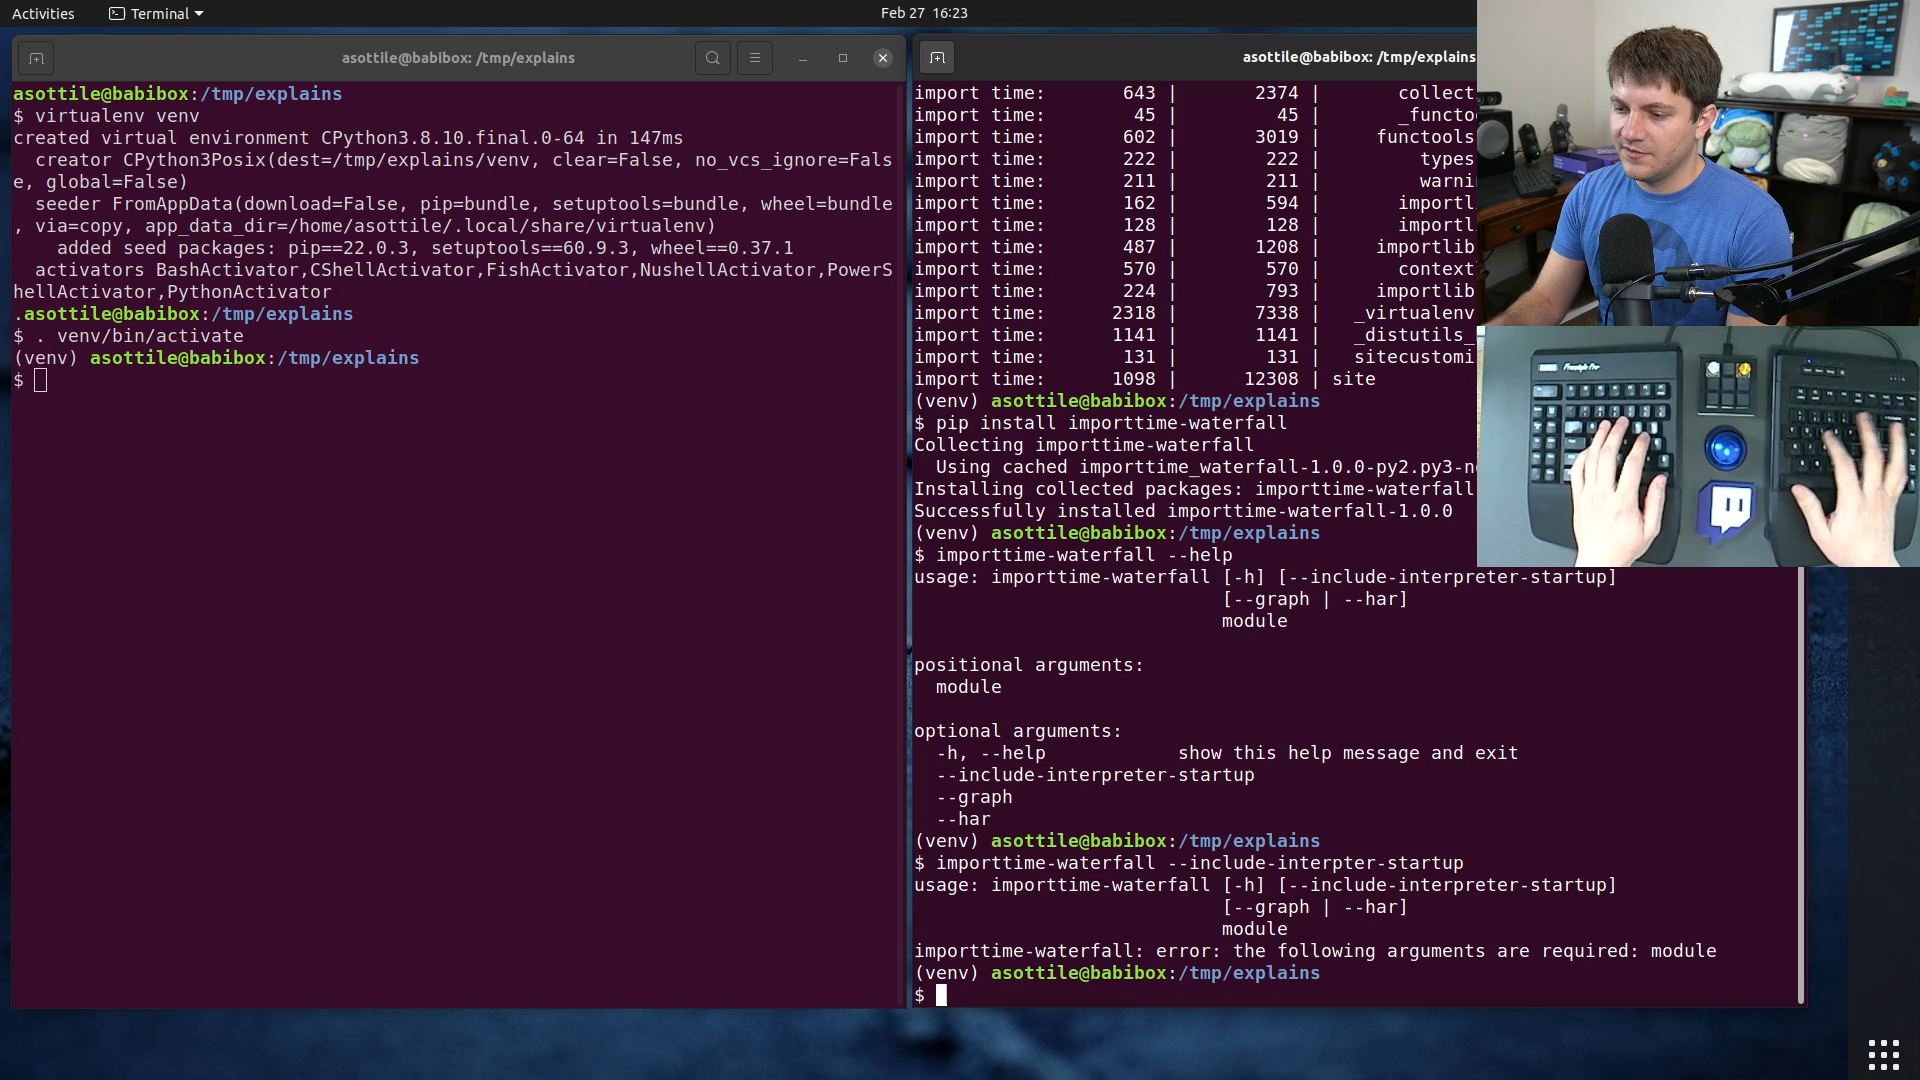 Activities
Terminal
Feb 27 16:23
asottile@babibox: /tmp/explains
asottile@babibox:/tmp/explains
$ virtualenv venv
created virtual environment CPython3.8.10.final.0-64 in 147ms
  creator CPython3Posix(dest=/tmp/explains/venv, clear=False, no_vcs_ignore=Fals
e, global=False)
  seeder FromAppData(download=False, pip=bundle, setuptools=bundle, wheel=bundle
, via=copy, app_data_dir=/home/asottile/.local/share/virtualenv)
    added seed packages: pip==22.0.3, setuptools==60.9.3, wheel==0.37.1
  activators BashActivator,CShellActivator,FishActivator,NushellActivator,PowerS
hellActivator,PythonActivator
.asottile@babibox:/tmp/explains
$ . venv/bin/activate
(venv) asottile@babibox:/tmp/explains
$
asottile@babibox: /tmp/explains
import time:       643 |       2374 |       collect
import time:        45 |         45 |       _functo
import time:       602 |       3019 |     functools
import time:       222 |        222 |         types
import time:       211 |        211 |         warni
import time:       162 |        594 |       importl
import time:       128 |        128 |       importl
import time:       487 |       1208 |     importlib
import time:       570 |        570 |     context
import time:       224 |        793 |     importlib
import time:      2318 |       7338 |   _virtualenv
import time:      1141 |       1141 |   _distutils_
import time:       131 |        131 |   sitecustomi
import time:      1098 |      12308 | site
(venv) asottile@babibox:/tmp/explains
$ pip install importtime-waterfall
Collecting importtime-waterfall
  Using cached importtime_waterfall-1.0.0-py2.py3-n
Installing collected packages: importtime-waterfall
Successfully installed importtime-waterfall-1.0.0
(venv) asottile@babibox:/tmp/explains
$ importtime-waterfall --help
usage: importtime-waterfall [-h] [--include-interpreter-startup]
                            [--graph | --har]
                            module
positional arguments:
  module
optional arguments:
  -h, --help            show this help message and exit
  --include-interpreter-startup
  --graph
  --har
(venv) asottile@babibox:/tmp/explains
$ importtime-waterfall --include-interpter-startup
usage: importtime-waterfall [-h] [--include-interpreter-startup]
                            [--graph | --har]
                            module
importtime-waterfall: error: the following arguments are required: module
(venv) asottile@babibox:/tmp/explains
$
Freestyle Pro